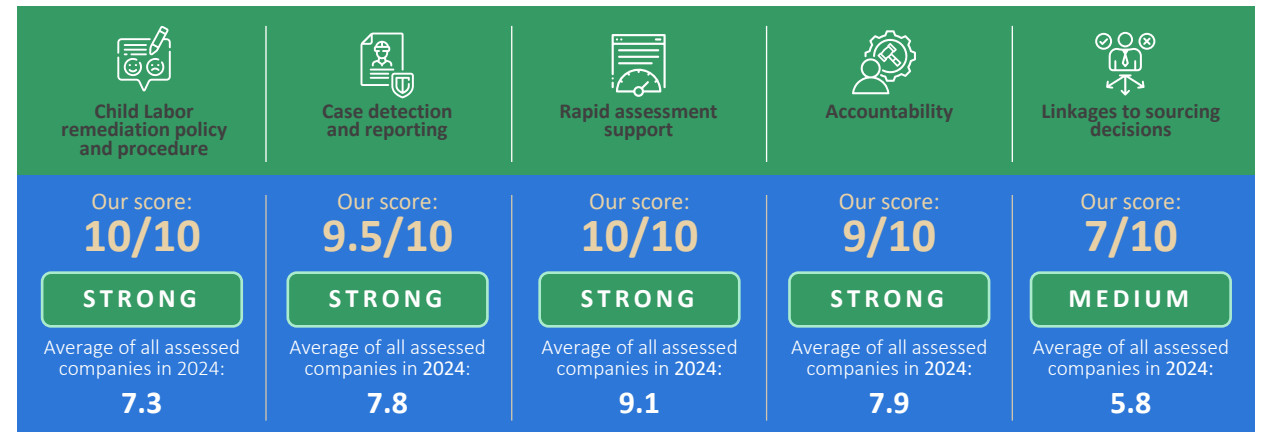 Child Labor
remediation policy
and procedure
Case detection
and reporting
Rapid assessment
support
Accountability
Linkages to sourcing
decisions
Our score:
10/10
STRONG
Average of all assessed
companies in 2024:
7.3
Our score:
9.5/10
STRONG
Average of all assessed
companies in 2024:
7.8
Our score:
10/10
STRONG
Average of all assessed
companies in 2024:
9.1
Our score:
9/10
STRONG
Average of all assessed
companies in 2024:
7.9
Our score:
7/10
MEDIUM
Average of all assessed
companies in 2024:
5.8